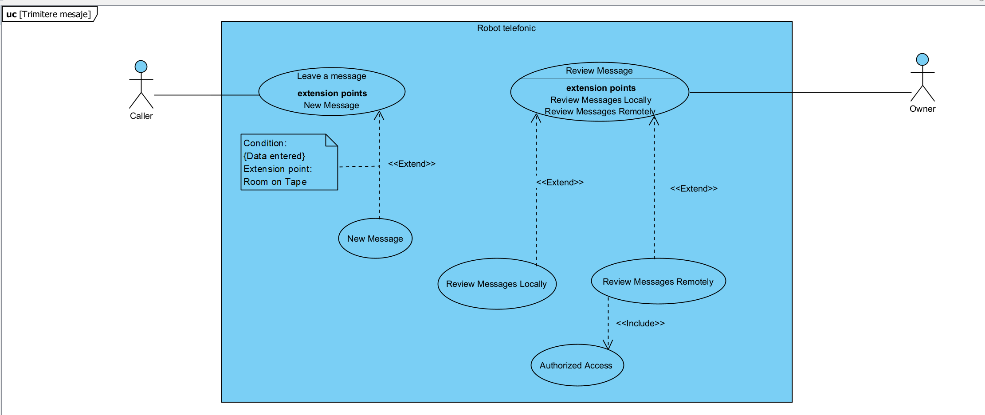 uc [Trimitere mesaje]
Robot telefonic
Caller
Leave a message
extension points
New Message
Condition:
{Data entered}
Extension point:
Room on Tape
<<Extend>>
New Message
Review Message
extension points
Review Messages Locally
Review Messages Remotely
Owner
<<Extend>>
<<Extend>>
Review Messages Locally
Review Messages Remotely
<<Include>>
Authorized Access